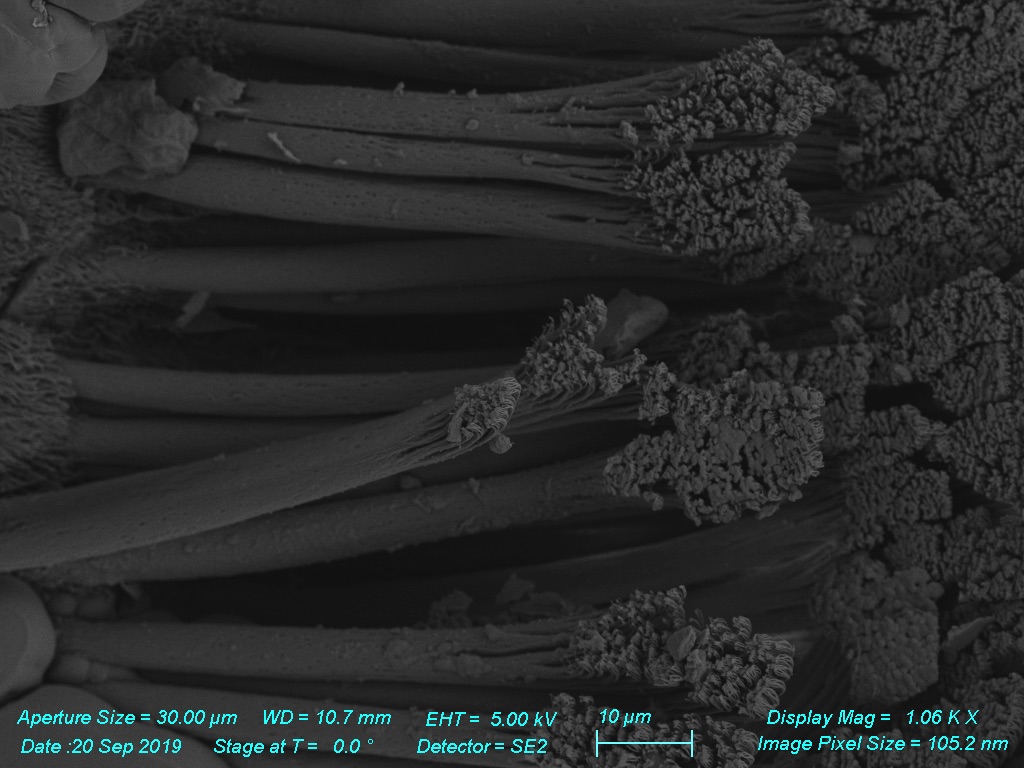 Aperture Size = 30.00 µm WD = 10.7 mm EHT = 5.00 kV 10 µm Display Mag = 1.06 K X
Date :20 Sep 2019 Stage at T = 0.0 ° Detector = SE2 Image Pixel Size = 105.2 nm